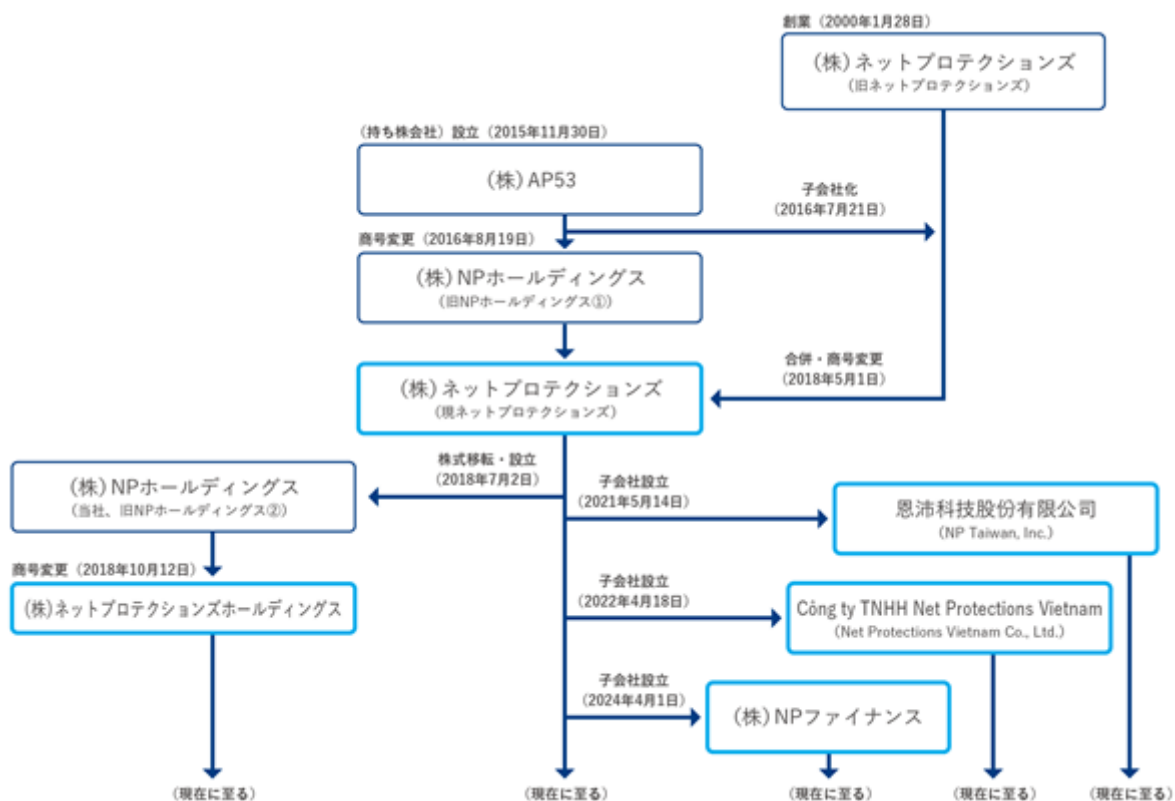 創業（2000年1月28日）
（株）ネットプロテクションズ
（旧ネットプロテクションズ）
（持ち株会社）設立（2015年11月30日）
（株）AP53
子会社化
（2016年7月21日）
商号変更（2016年8月19日）
（株）NPホールディングス
（旧NPホールディングス①）
合併・商号変更
（2018年5月1日）
（株）ネットプロテクションズ
（現ネットプロテクションズ）
株式移転・設立
（2018年7月2日）
（株）NPホールディングス
（当社、旧NPホールディングス②）
子会社設立
（2021年5月14日）
恩沛科技股份有限公司
（NP Taiwan, Inc.）
商号変更（2018年10月12日）
（株）ネットプロテクションズホールディングス
子会社設立
（2022年4月18日）
Công ty TNHH Net Protections Vietnam
（Net Protections Vietnam Co., Ltd.）
子会社設立
（2024年4月1日）
（株）NPファイナンス
（現在に至る）
（現在に至る）
（現在に至る）
（現在に至る）
（現在に至る）